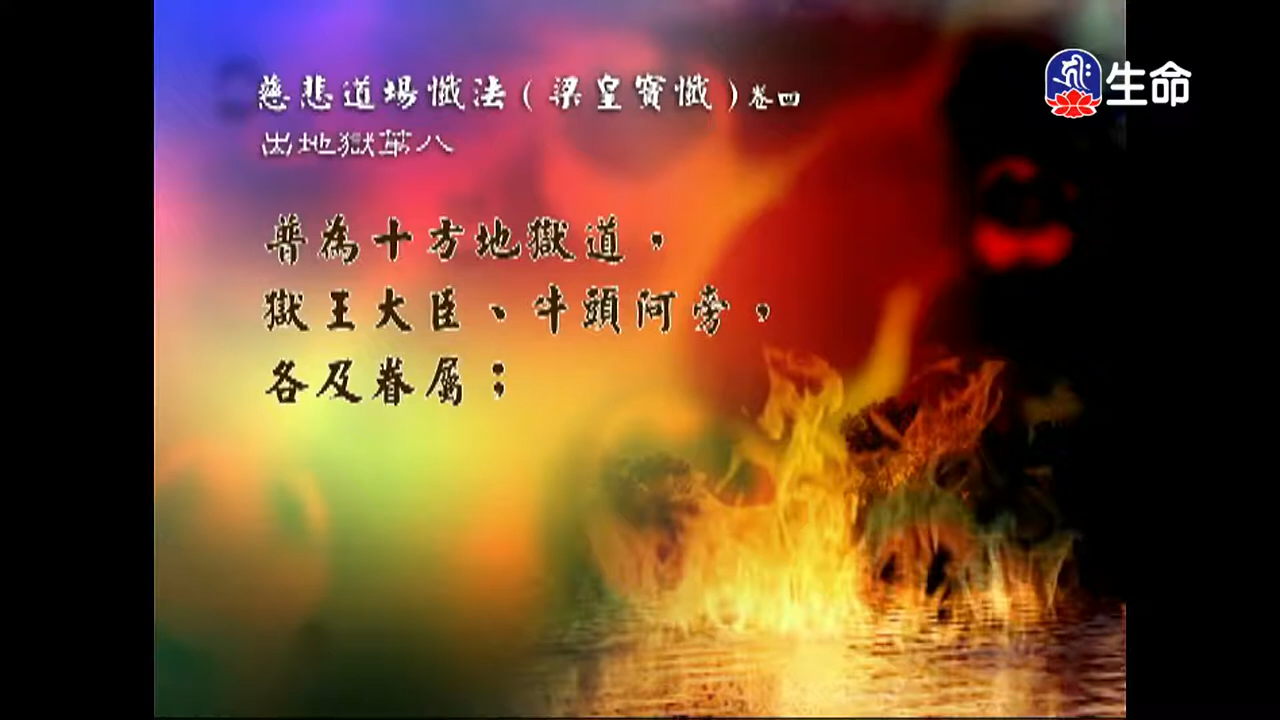 慈悲道場懺法(梁皇寶懺)卷四
出地獄第八
生命
普為十方地獄道，
獄王大臣、牛頭阿旁，
各及眷屬；